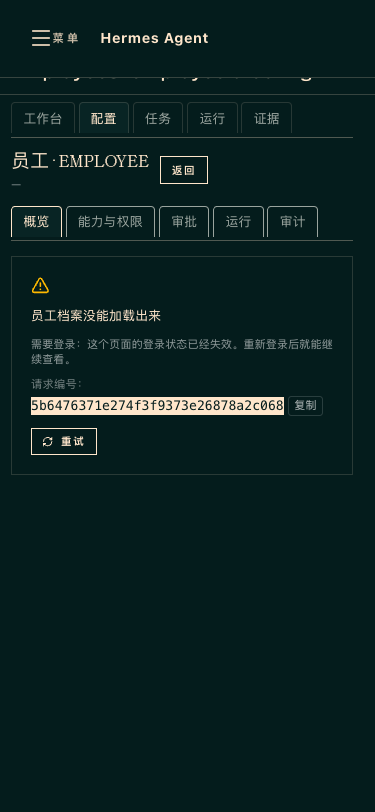 菜单
Hermes Agent
工作台
配置
任务
运行
证据
员工·EMPLOYEE
返回
—
概览
能力与权限
审批
运行
审计
员工档案没能加载出来
需要登录：这个页面的登录状态已经失效。重新登录后就能继
续查看。
请求编号：
5b6476371e274f3f9373e26878a2c068
复制
重试